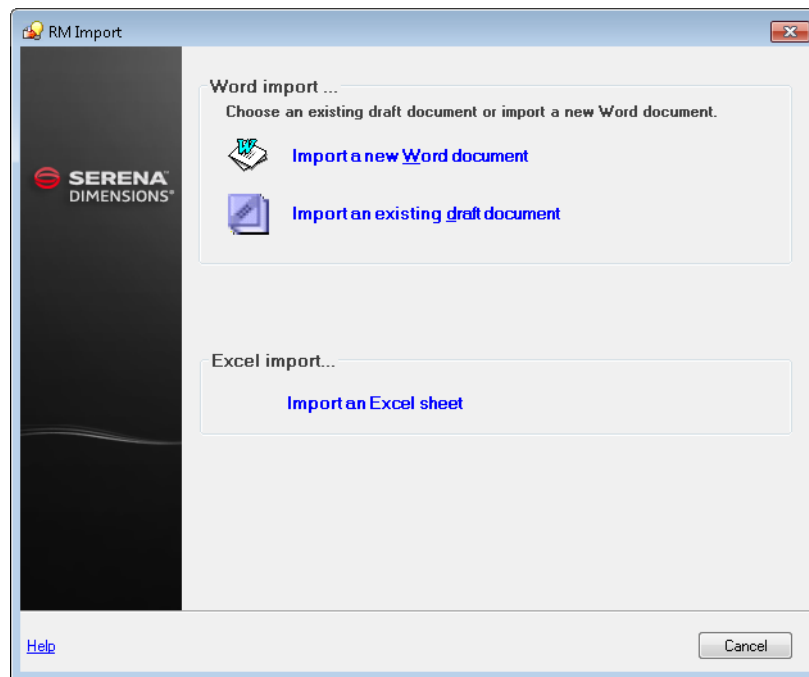 RM Import
Word import ...
Choose an existing draft document or import a new Word document.
W
Import a new Word document
SERENA™
DIMENSIONS®
Import an existing draft document
Excel import...
Import an Excel sheet
Help
Cancel